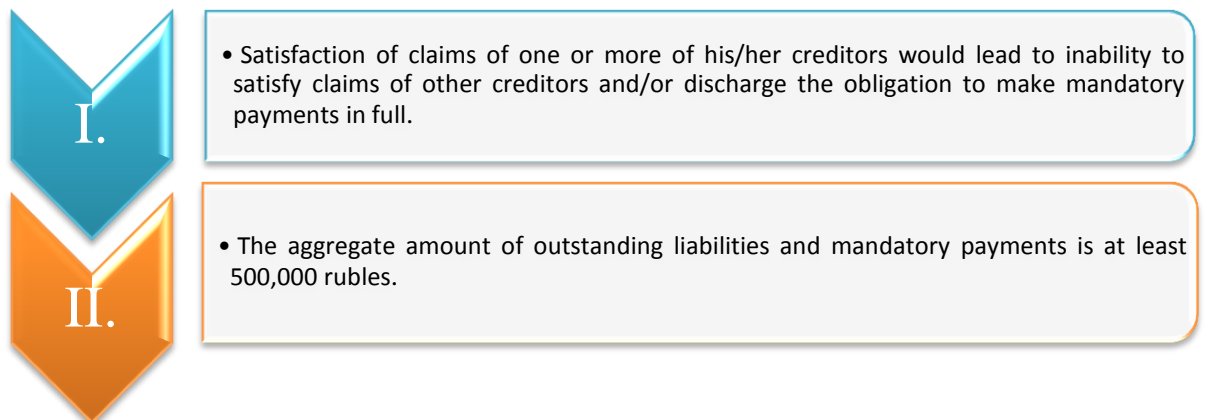 I.
• Satisfaction of claims of one or more of his/her creditors would lead to inability to
satisfy claims of other creditors and/or discharge the obligation to make mandatory
payments in full.
II.
• The aggregate amount of outstanding liabilities and mandatory payments is at least
500,000 rubles.